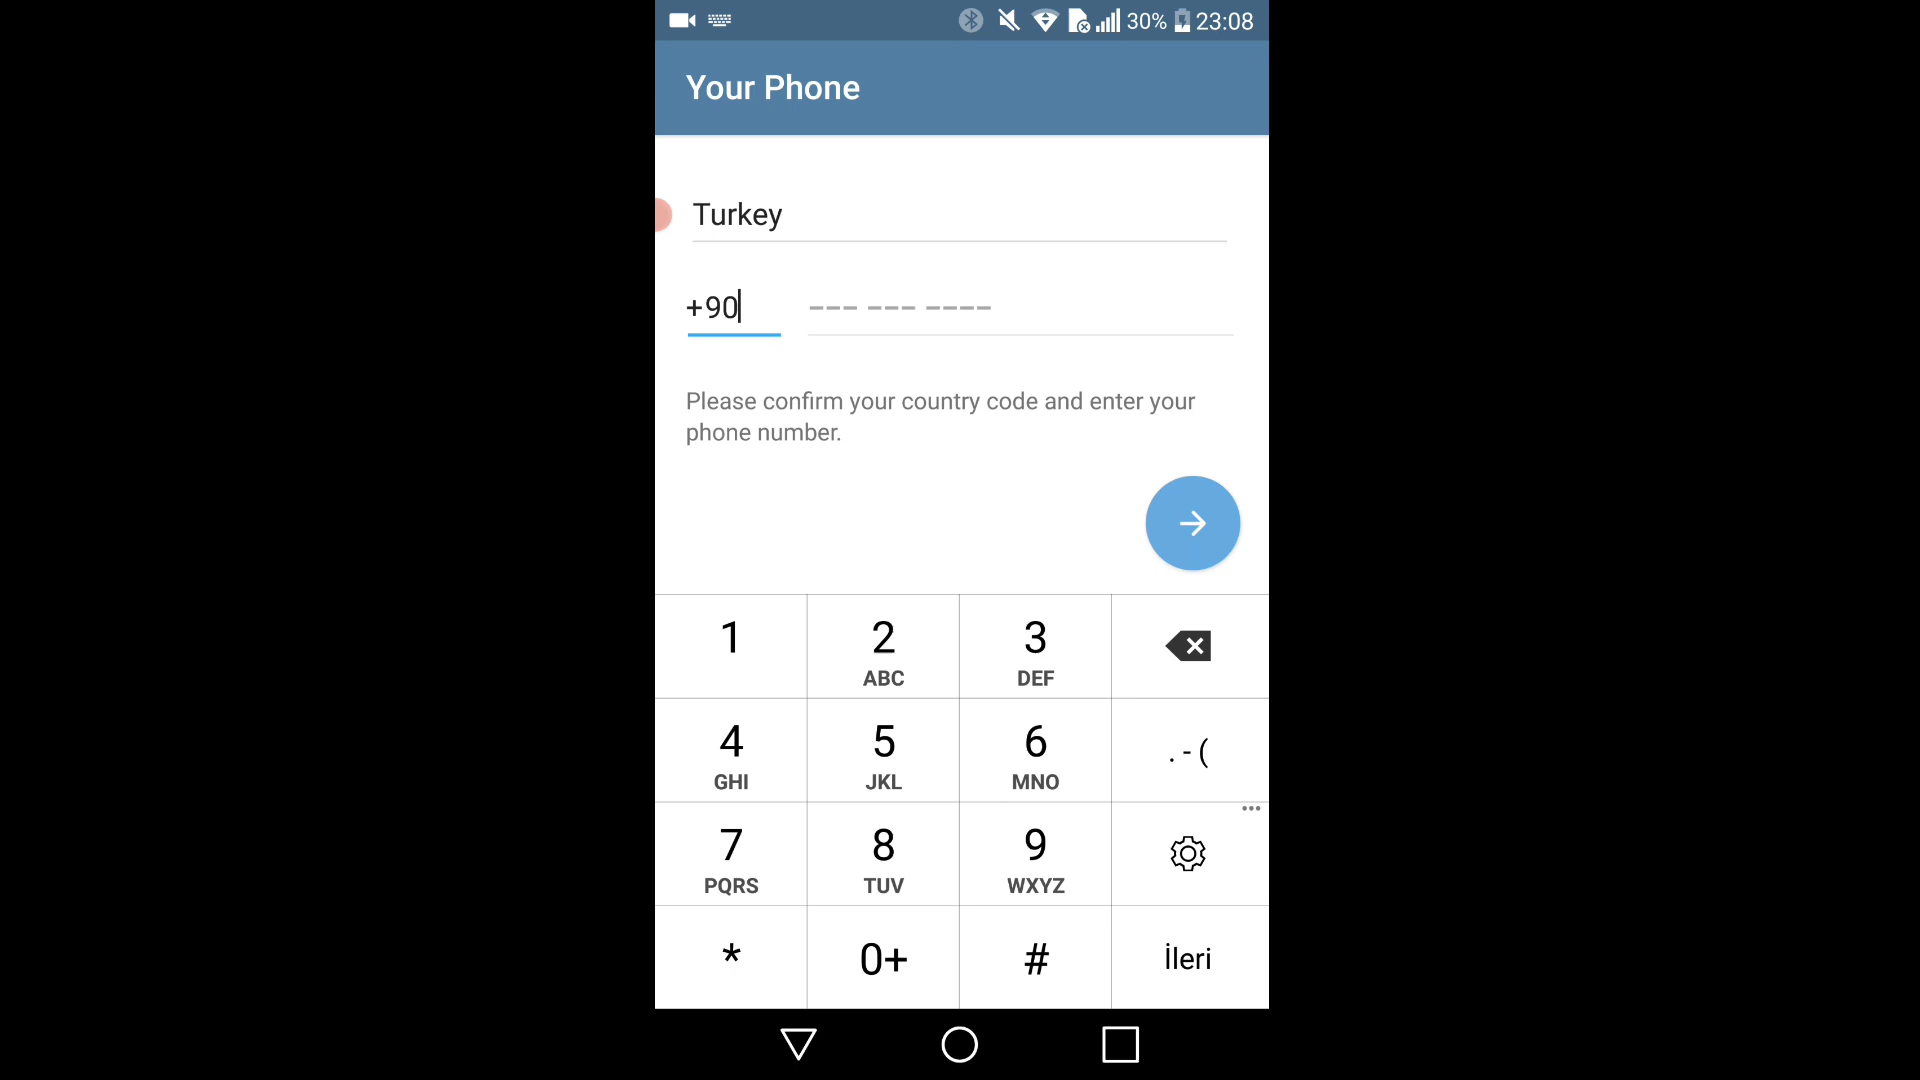 30% 23:08
Your Phone
Turkey
+90 --- --- ----
Please confirm your country code and enter your
phone number.
1 2 3
ABC DEF
4 5 6 . - (
GHI JKL MNO
7 8 9
PQRS TUV WXYZ
* 0+ # İleri